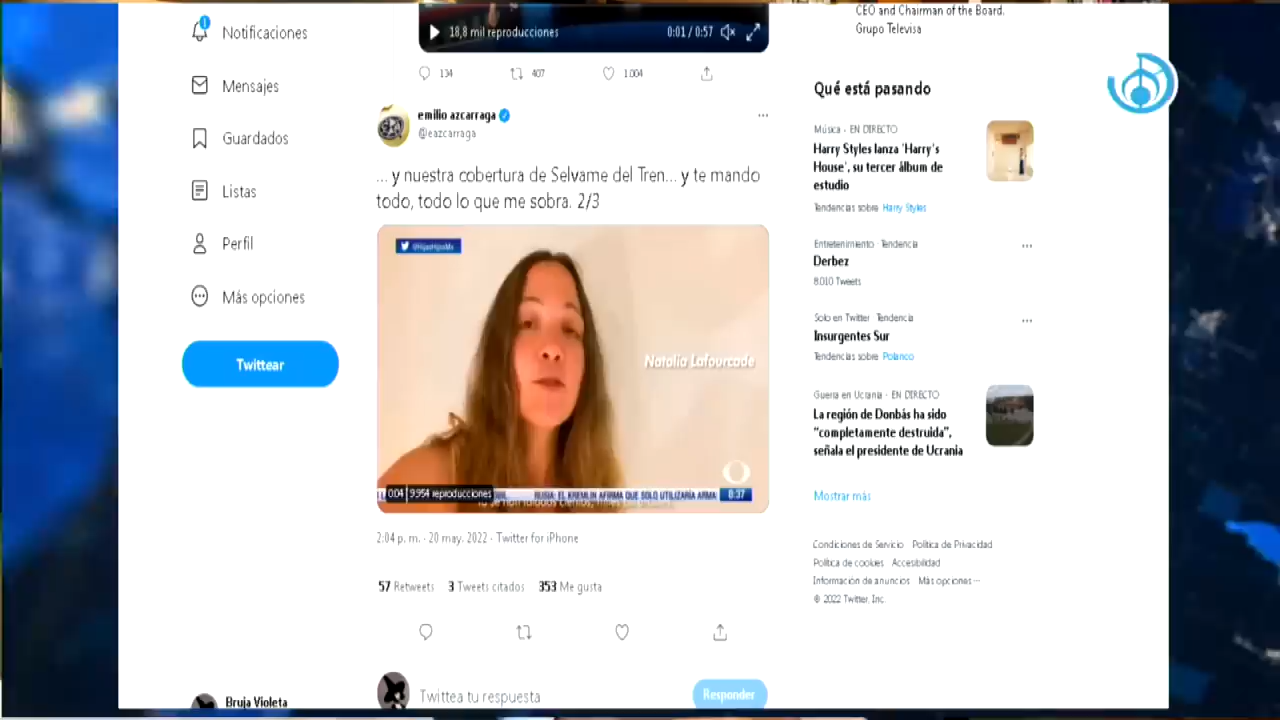 Notificaciones
Mensajes
Guardados
Listas
Perfil
Más opciones
Twittear
Bruja Violeta
18,8 mil reproducciones
0:01 / 0:57
134
407
1.004
emilio azcarraga
@eazcarraga
... y nuestra cobertura de Selvame del Tren... y te mando
todo, todo lo que me sobra. 2/3
@HijasHijosMx
Natalia Lafourcade
0:04 9.954 reproducciones
RUSIA: EL KREMLIN AFIRMA QUE SOLO UTILIZARÍA ARMA
8:37
2:04 p. m. · 20 may. 2022 · Twitter for iPhone
57 Retweets 3 Tweets citados 353 Me gusta
Twittea tu respuesta
Responder
CEO and Chairman of the Board.
Grupo Televisa
Qué está pasando
Música · EN DIRECTO
Harry Styles lanza 'Harry's
House', su tercer álbum de
estudio
Tendencias sobre Harry Styles
Entretenimiento · Tendencia
Derbez
8.010 Tweets
Solo en Twitter · Tendencia
Insurgentes Sur
Tendencias sobre Polanco
Guerra en Ucrania · EN DIRECTO
La región de Donbás ha sido
"completamente destruida",
señala el presidente de Ucrania
Mostrar más
Condiciones de Servicio Política de Privacidad
Política de cookies Accesibilidad
Información de anuncios Más opciones ···
© 2022 Twitter, Inc.